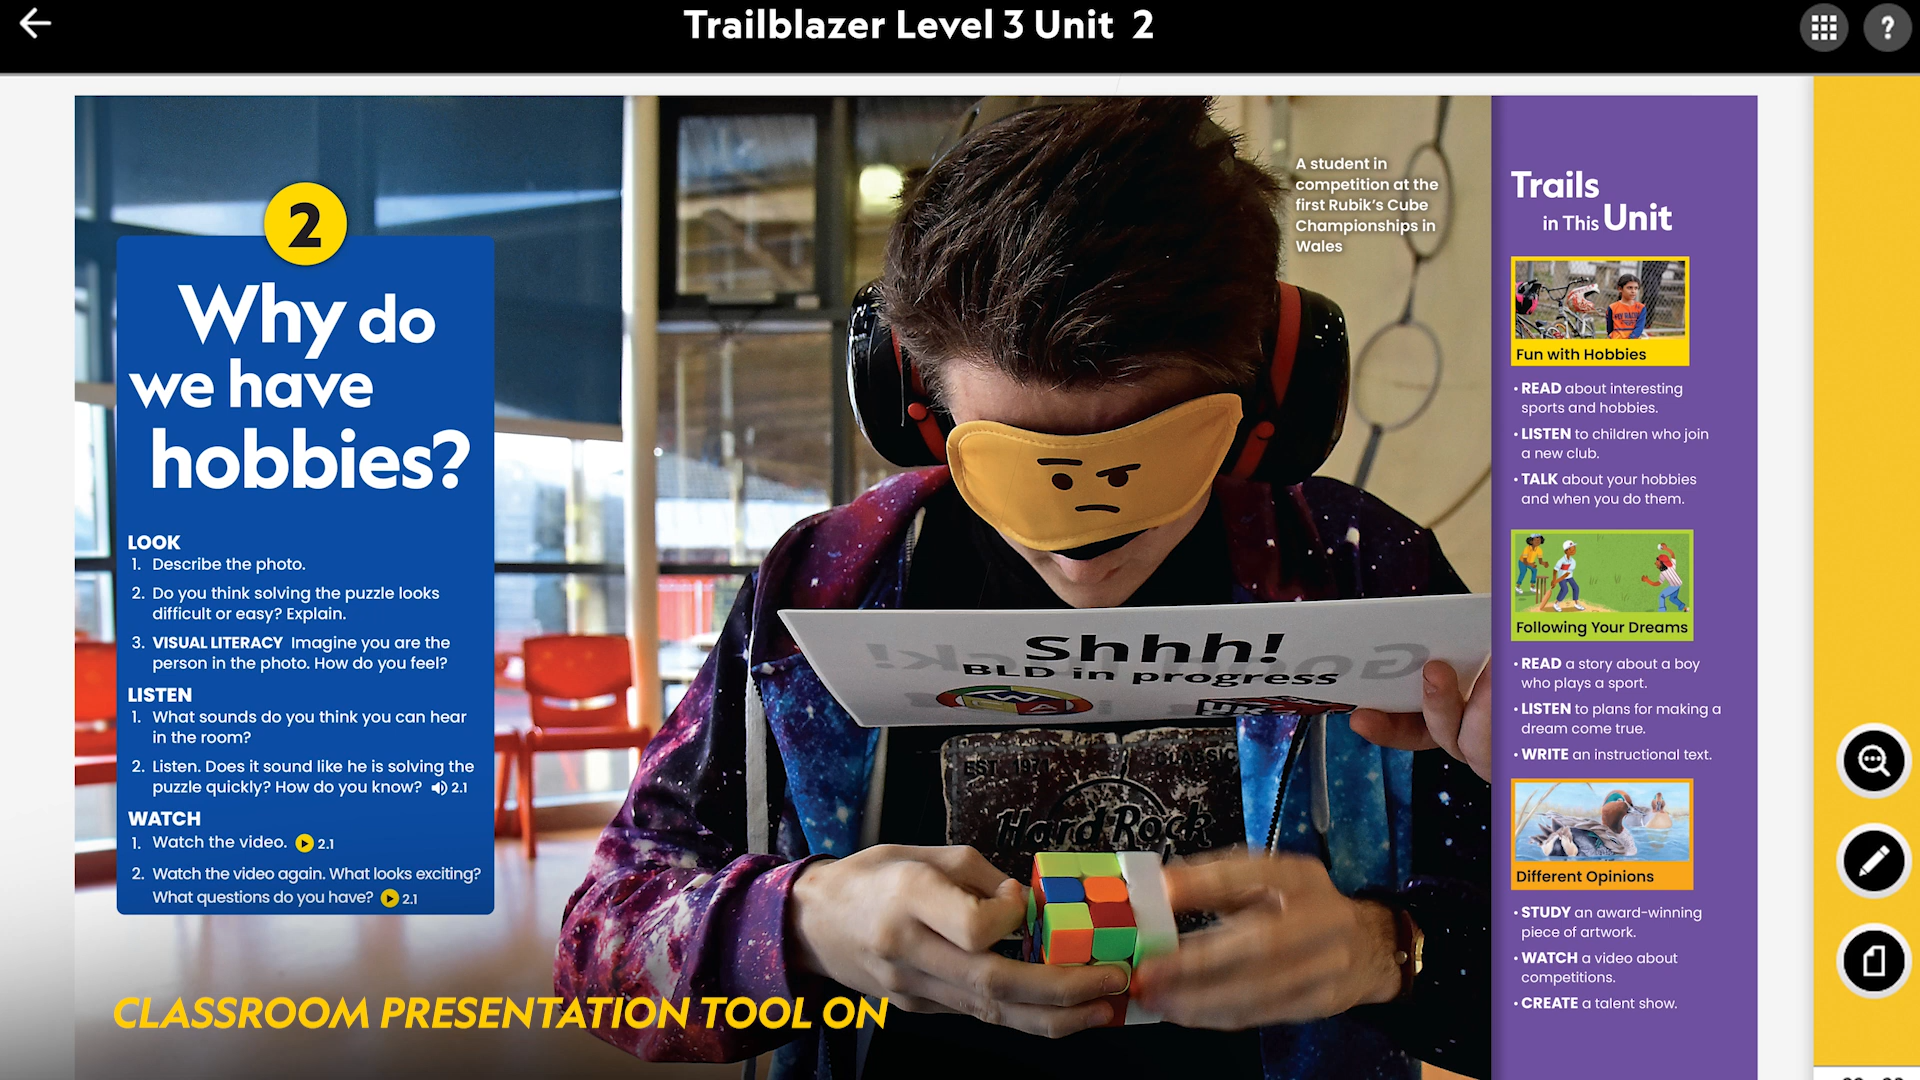 Trailblazer Level 3 Unit 2
?
2
Why do
we have
hobbies?
LOOK
1. Describe the photo.
2. Do you think solving the puzzle looks
difficult or easy? Explain.
3. VISUAL LITERACY Imagine you are the
person in the photo. How do you feel?
LISTEN
1. What sounds do you think you can hear
in the room?
2. Listen. Does it sound like he is solving the
puzzle quickly? How do you know? 2.1
WATCH
1. Watch the video. 2.1
2. Watch the video again. What looks exciting?
What questions do you have? 2.1
CLASSROOM PRESENTATION TOOL ON
A student in
competition at the
first Rubik's Cube
Championships in
Wales
Shhh!
BLD in progress
EST 1971 CLASSIC
Hard Rock
Trails
in This Unit
Fun with Hobbies
• READ about interesting
sports and hobbies.
• LISTEN to children who join
a new club.
• TALK about your hobbies
and when you do them.
Following Your Dreams
• READ a story about a boy
who plays a sport.
• LISTEN to plans for making a
dream come true.
• WRITE an instructional text.
Different Opinions
• STUDY an award-winning
piece of artwork.
• WATCH a video about
competitions.
• CREATE a talent show.